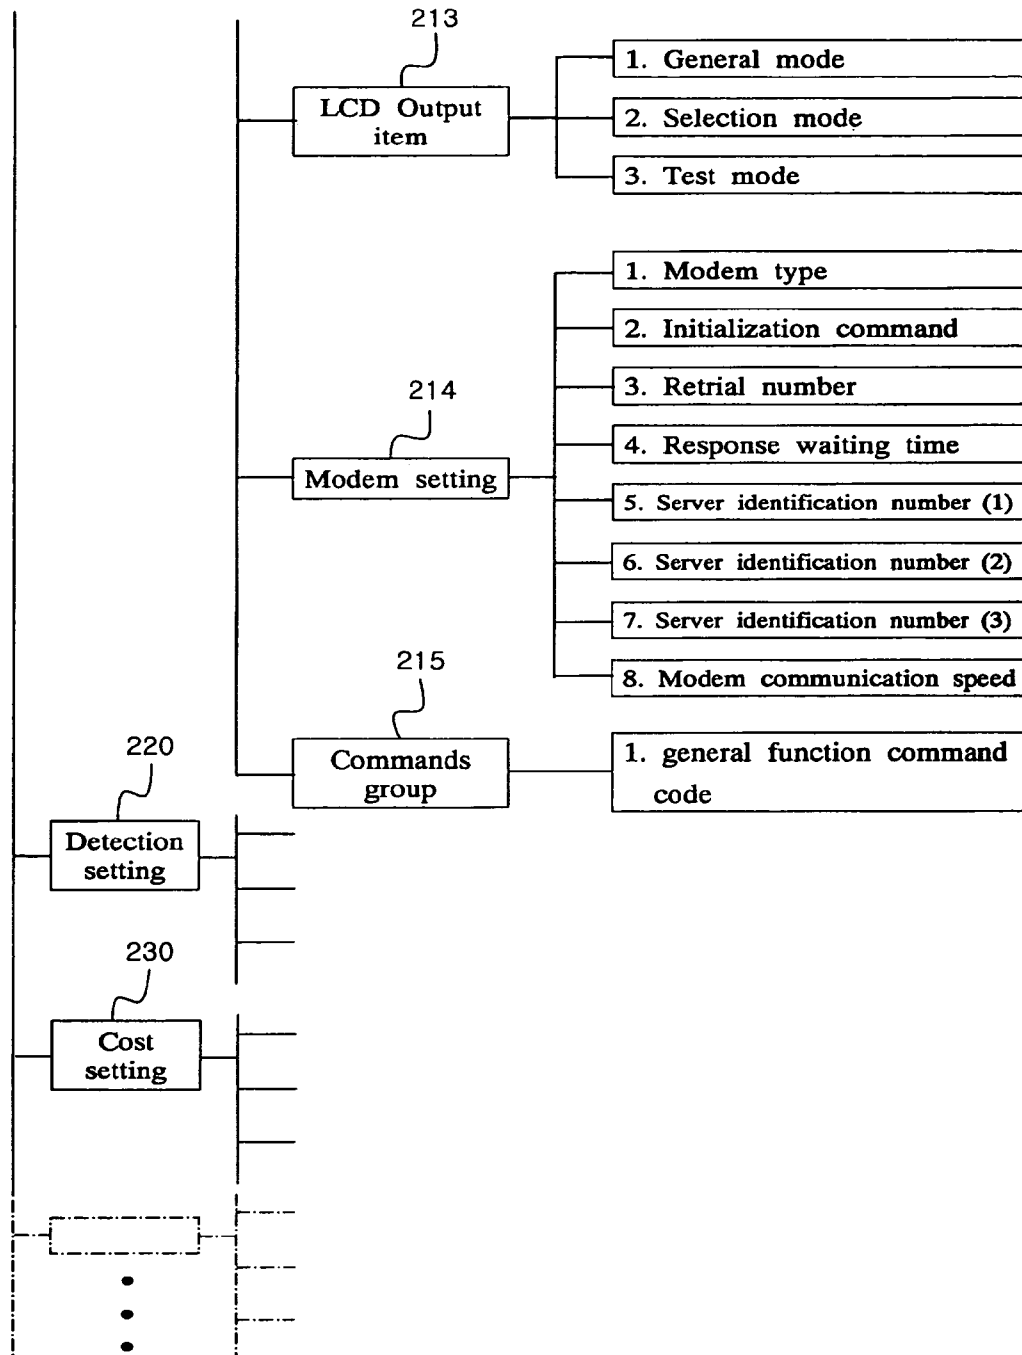 213
LCD Output
item
1. General mode
2. Selection mode
3. Test mode
214
Modem setting
1. Modem type
2. Initialization command
3. Retrial number
4. Response waiting time
5. Server identification number (1)
6. Server identification number (2)
7. Server identification number (3)
8. Modem communication speed
215
Commands
group
1. general function command
code
220
Detection
setting
230
Cost
setting